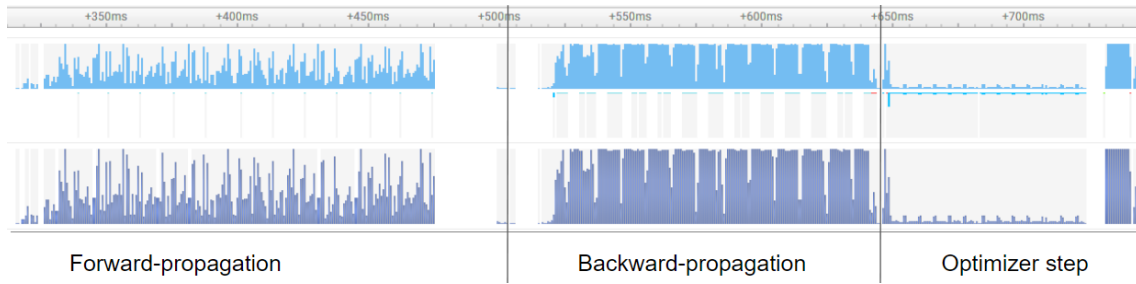 +350ms +400ms +450ms +500ms +550ms +600ms +650ms +700ms
Forward-propagation Backward-propagation Optimizer step